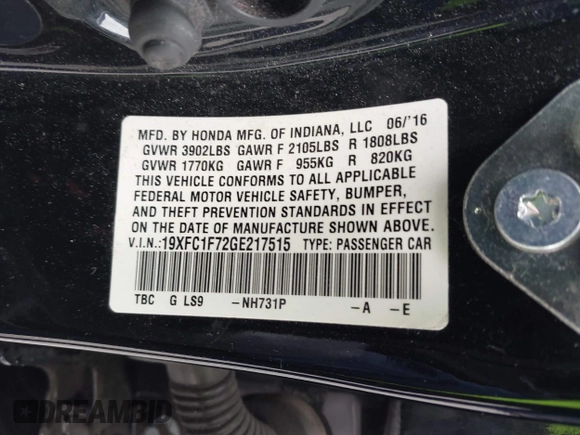 MFD. BY HONDA MFG. OF INDIANA, LLC 06/'16
GVWR 3902LBS GAWR F 2105LBS R 1808LBS
GVWR 1770KG GAWR F 955KG R 820KG
THIS VEHICLE CONFORMS TO ALL APPLICABLE
FEDERAL MOTOR VEHICLE SAFETY, BUMPER,
AND THEFT PREVENTION STANDARDS IN EFFECT
ON THE DATE OF MANUFACTURE SHOWN ABOVE.
V.I.N.:19XFC1F72GE217515 TYPE: PASSENGER CAR
TBC G LS9 -NH731P -A -E
DREAMBID